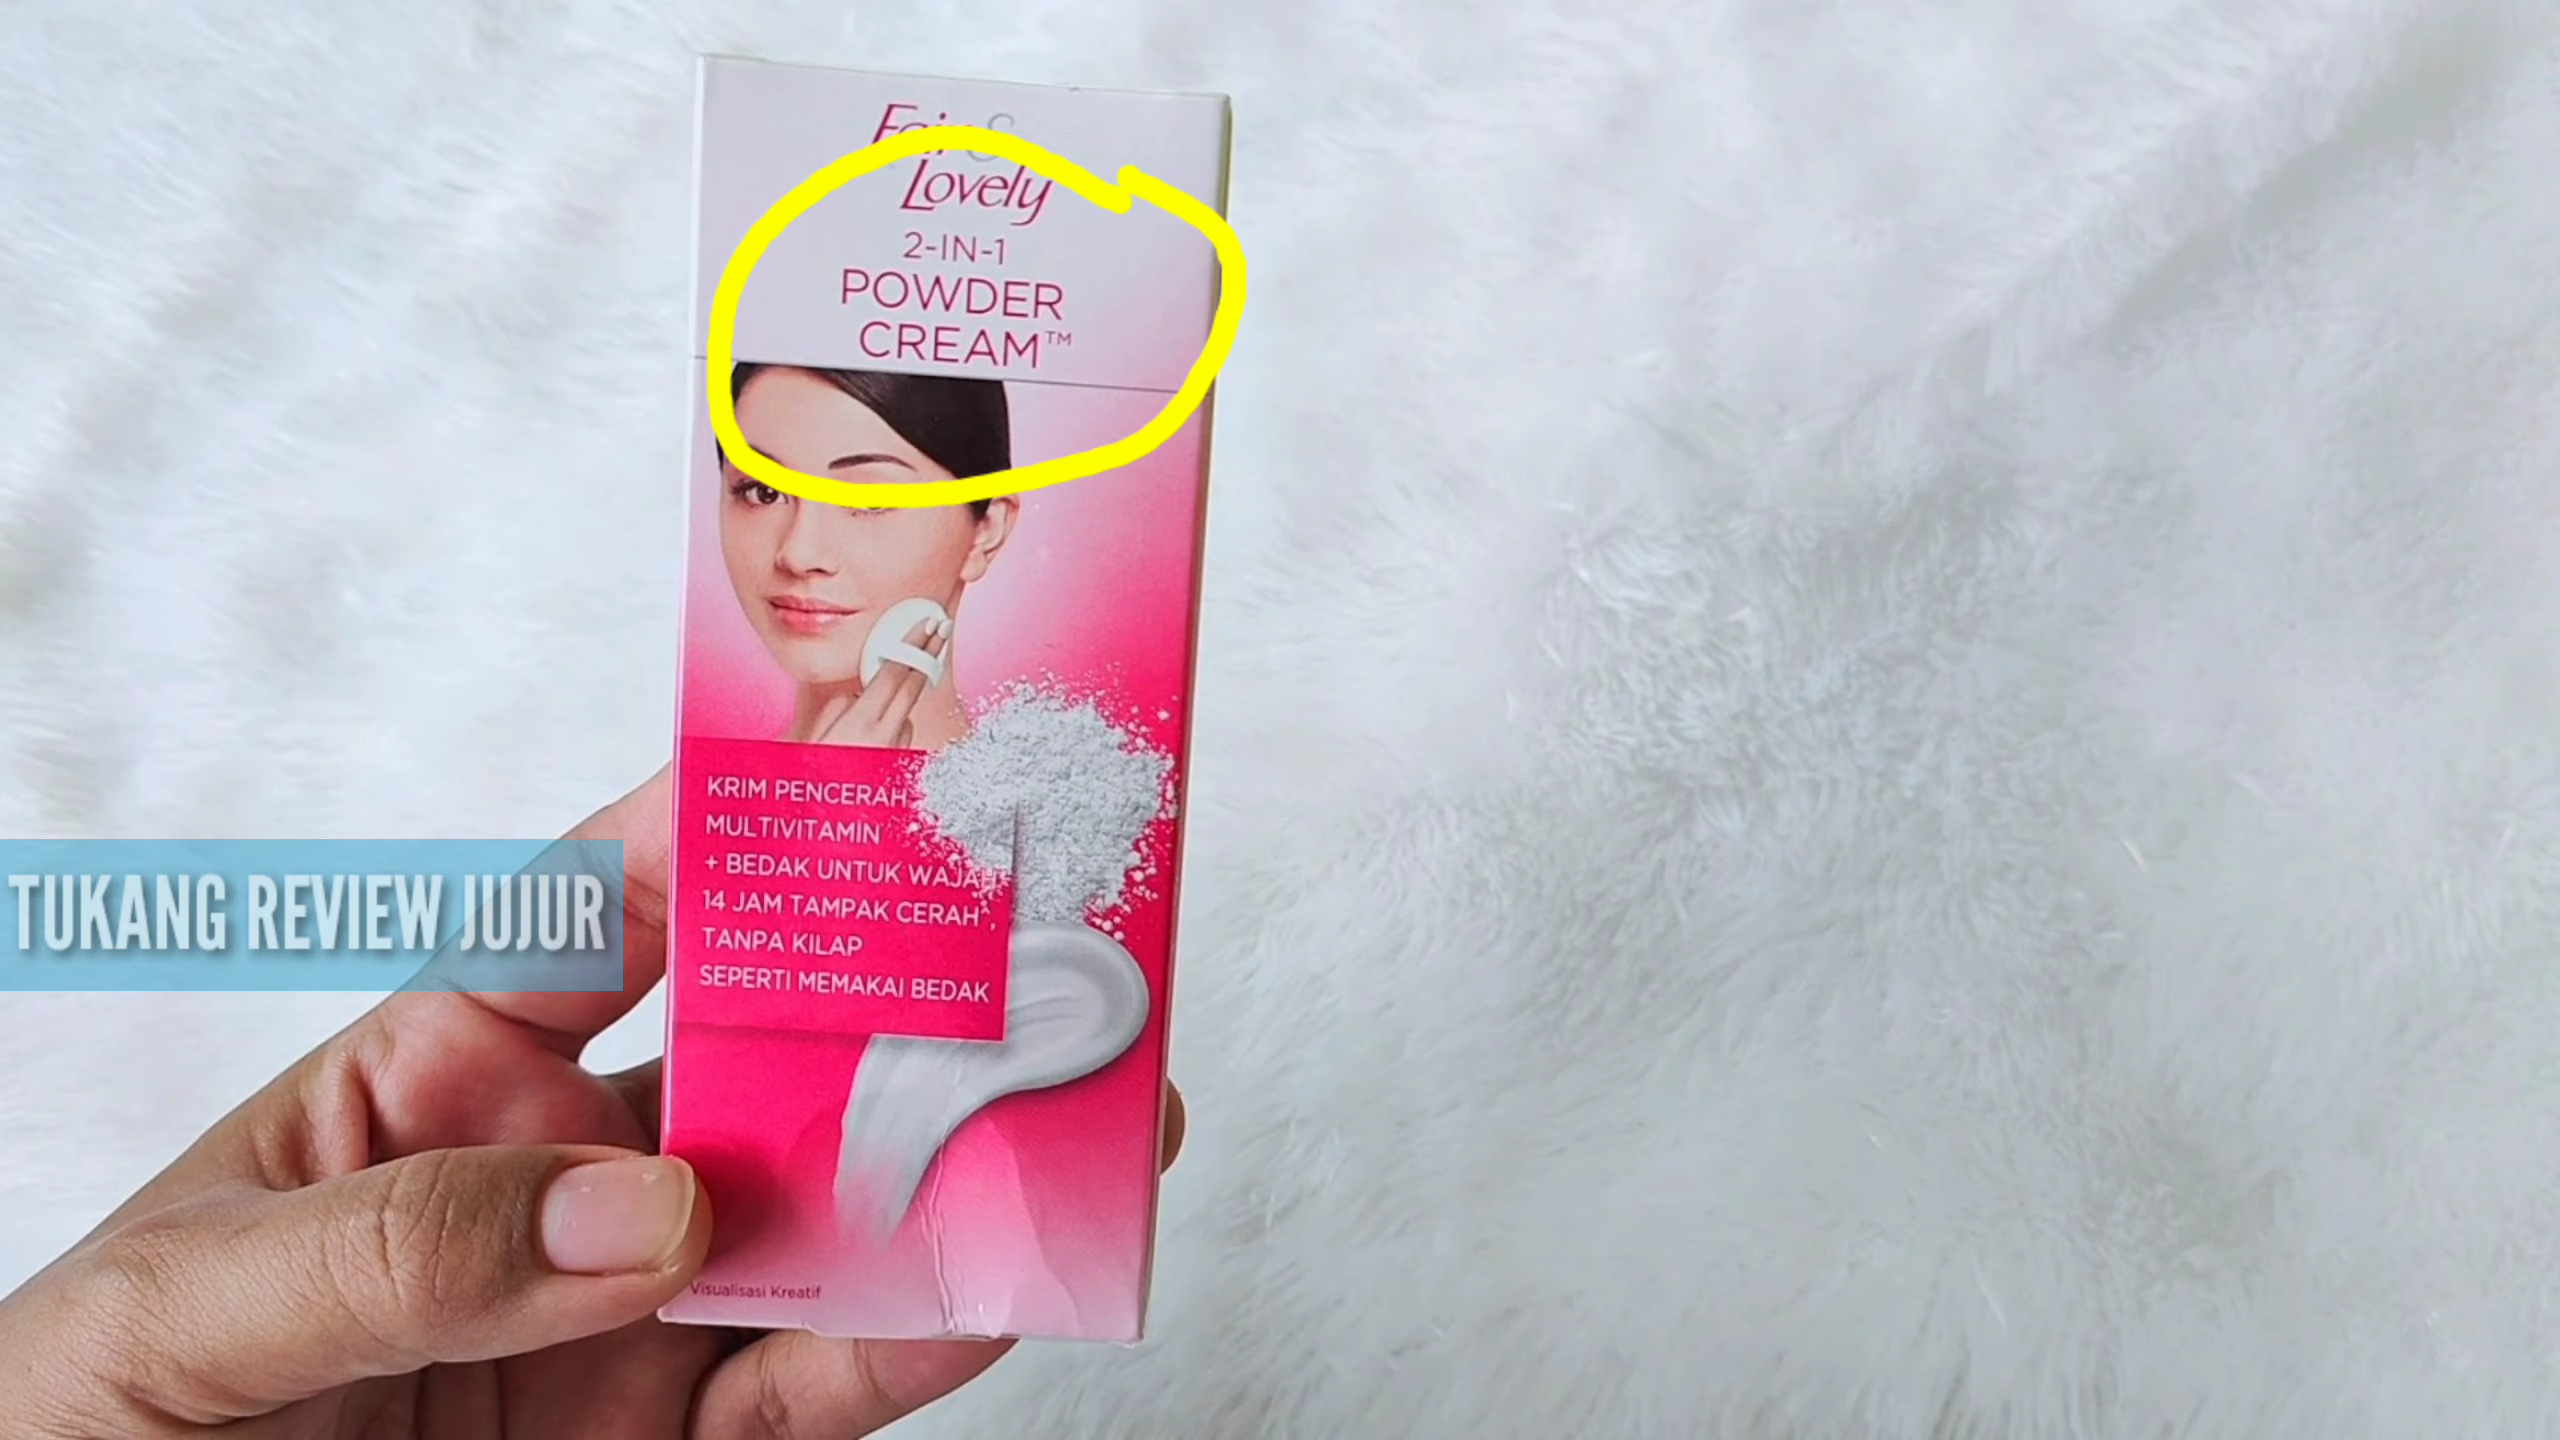 Fair &
Lovely
2-IN-1
POWDER
CREAM™
KRIM PENCERAH
MULTIVITAMIN
+ BEDAK UNTUK WAJAH*
14 JAM TAMPAK CERAH^,
TANPA KILAP
SEPERTI MEMAKAI BEDAK
TUKANG REVIEW JUJUR
Visualisasi Kreatif